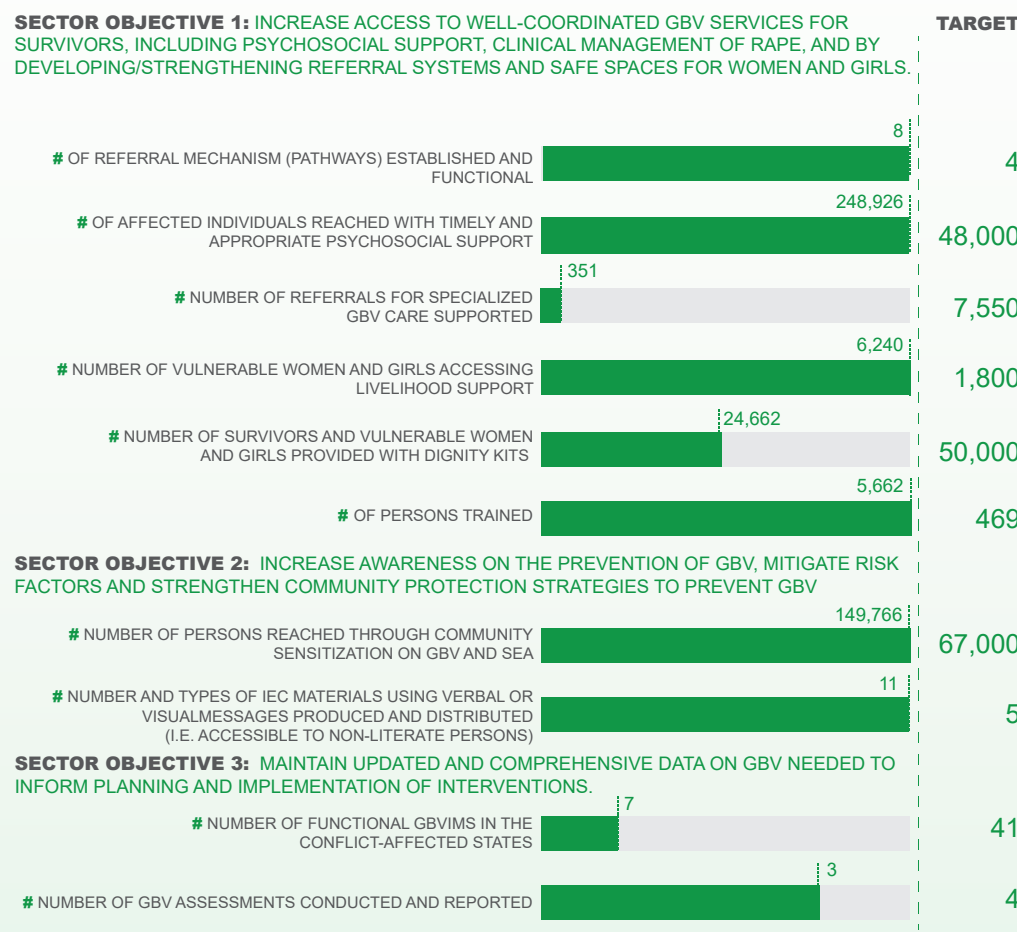 SECTOR OBJECTIVE 1: INCREASE ACCESS TO WELL-COORDINATED GBV SERVICES FOR
SURVIVORS, INCLUDING PSYCHOSOCIAL SUPPORT, CLINICAL MANAGEMENT OF RAPE, AND BY
DEVELOPING/STRENGTHENING REFERRAL SYSTEMS AND SAFE SPACES FOR WOMEN AND GIRLS.
TARGET
8
# OF REFERRAL MECHANISM (PATHWAYS) ESTABLISHED AND
FUNCTIONAL
4
248,926
# OF AFFECTED INDIVIDUALS REACHED WITH TIMELY AND
APPROPRIATE PSYCHOSOCIAL SUPPORT
48,000
351
# NUMBER OF REFERRALS FOR SPECIALIZED
GBV CARE SUPPORTED
7,550
6,240
# NUMBER OF VULNERABLE WOMEN AND GIRLS ACCESSING
LIVELIHOOD SUPPORT
1,800
24,662
# NUMBER OF SURVIVORS AND VULNERABLE WOMEN
AND GIRLS PROVIDED WITH DIGNITY KITS
50,000
5,662
# OF PERSONS TRAINED
469
SECTOR OBJECTIVE 2: INCREASE AWARENESS ON THE PREVENTION OF GBV, MITIGATE RISK
FACTORS AND STRENGTHEN COMMUNITY PROTECTION STRATEGIES TO PREVENT GBV
149,766
# NUMBER OF PERSONS REACHED THROUGH COMMUNITY
SENSITIZATION ON GBV AND SEA
67,000
11
# NUMBER AND TYPES OF IEC MATERIALS USING VERBAL OR
VISUALMESSAGES PRODUCED AND DISTRIBUTED
(I.E. ACCESSIBLE TO NON-LITERATE PERSONS)
5
SECTOR OBJECTIVE 3: MAINTAIN UPDATED AND COMPREHENSIVE DATA ON GBV NEEDED TO
INFORM PLANNING AND IMPLEMENTATION OF INTERVENTIONS.
7
# NUMBER OF FUNCTIONAL GBVIMS IN THE
CONFLICT-AFFECTED STATES
41
3
# NUMBER OF GBV ASSESSMENTS CONDUCTED AND REPORTED
4